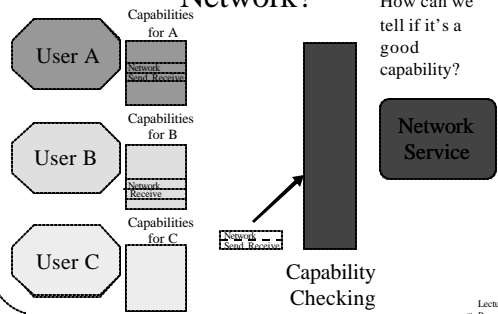 Network?
How can we
tell if it's a
good
capability?
Capabilities
for A
User A
Network
Send, Receive
Capabilities
for B
User B
Network
Receive
Capabilities
for C
User C
Network
Send, Receive
Capability
Checking
Network
Service